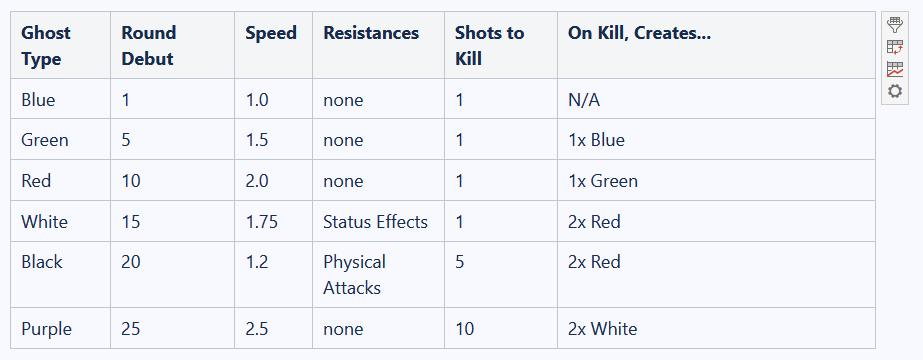 Ghost Type Round Debut Speed Resistances Shots to Kill On Kill, Creates...
Blue 1 1.0 none 1 N/A
Green 5 1.5 none 1 1x Blue
Red 10 2.0 none 1 1x Green
White 15 1.75 Status Effects 1 2x Red
Black 20 1.2 Physical Attacks 5 2x Red
Purple 25 2.5 none 10 2x White